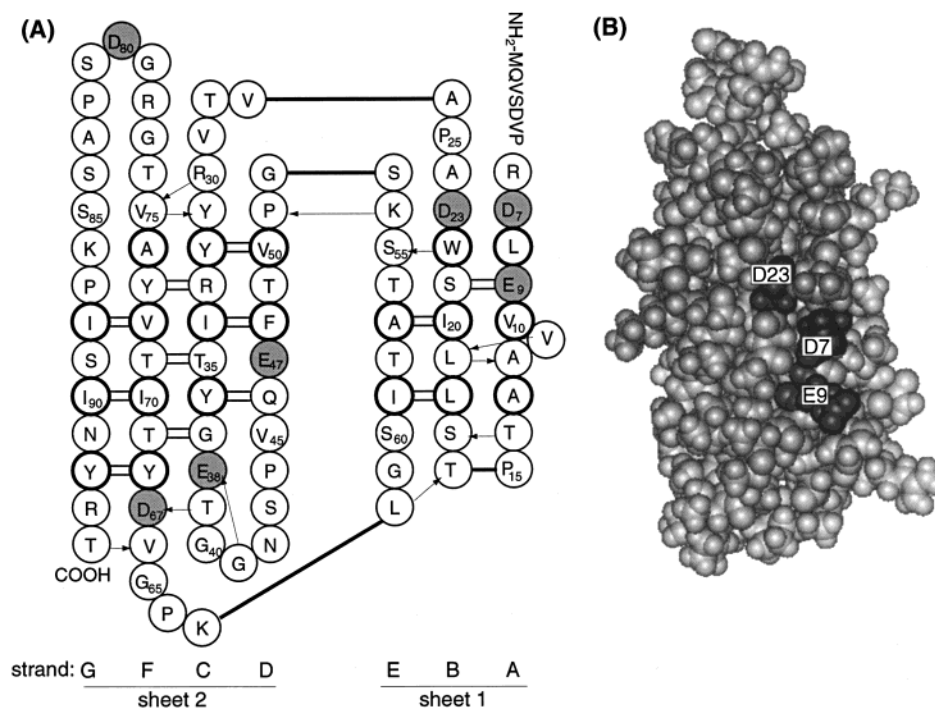 (A)
D80
S G
P R T V A
A G V P25
NH2-MQVSDVP
S T R30 G S A R
S85 V75 Y P K D23 D7
K A Y V50 S55 W L
P Y R T T S E9
I V I F A I20 V10 V
S T T35 E47 T L A
I90 I70 Y Q I L A
N T G V45 S60 S T
Y Y E38 P G T P15
R D67 T S L
T V G40 G N
COOH
G65
P K
strand: G F C D E B A
sheet 2 sheet 1
(B)
D23
D7
E9